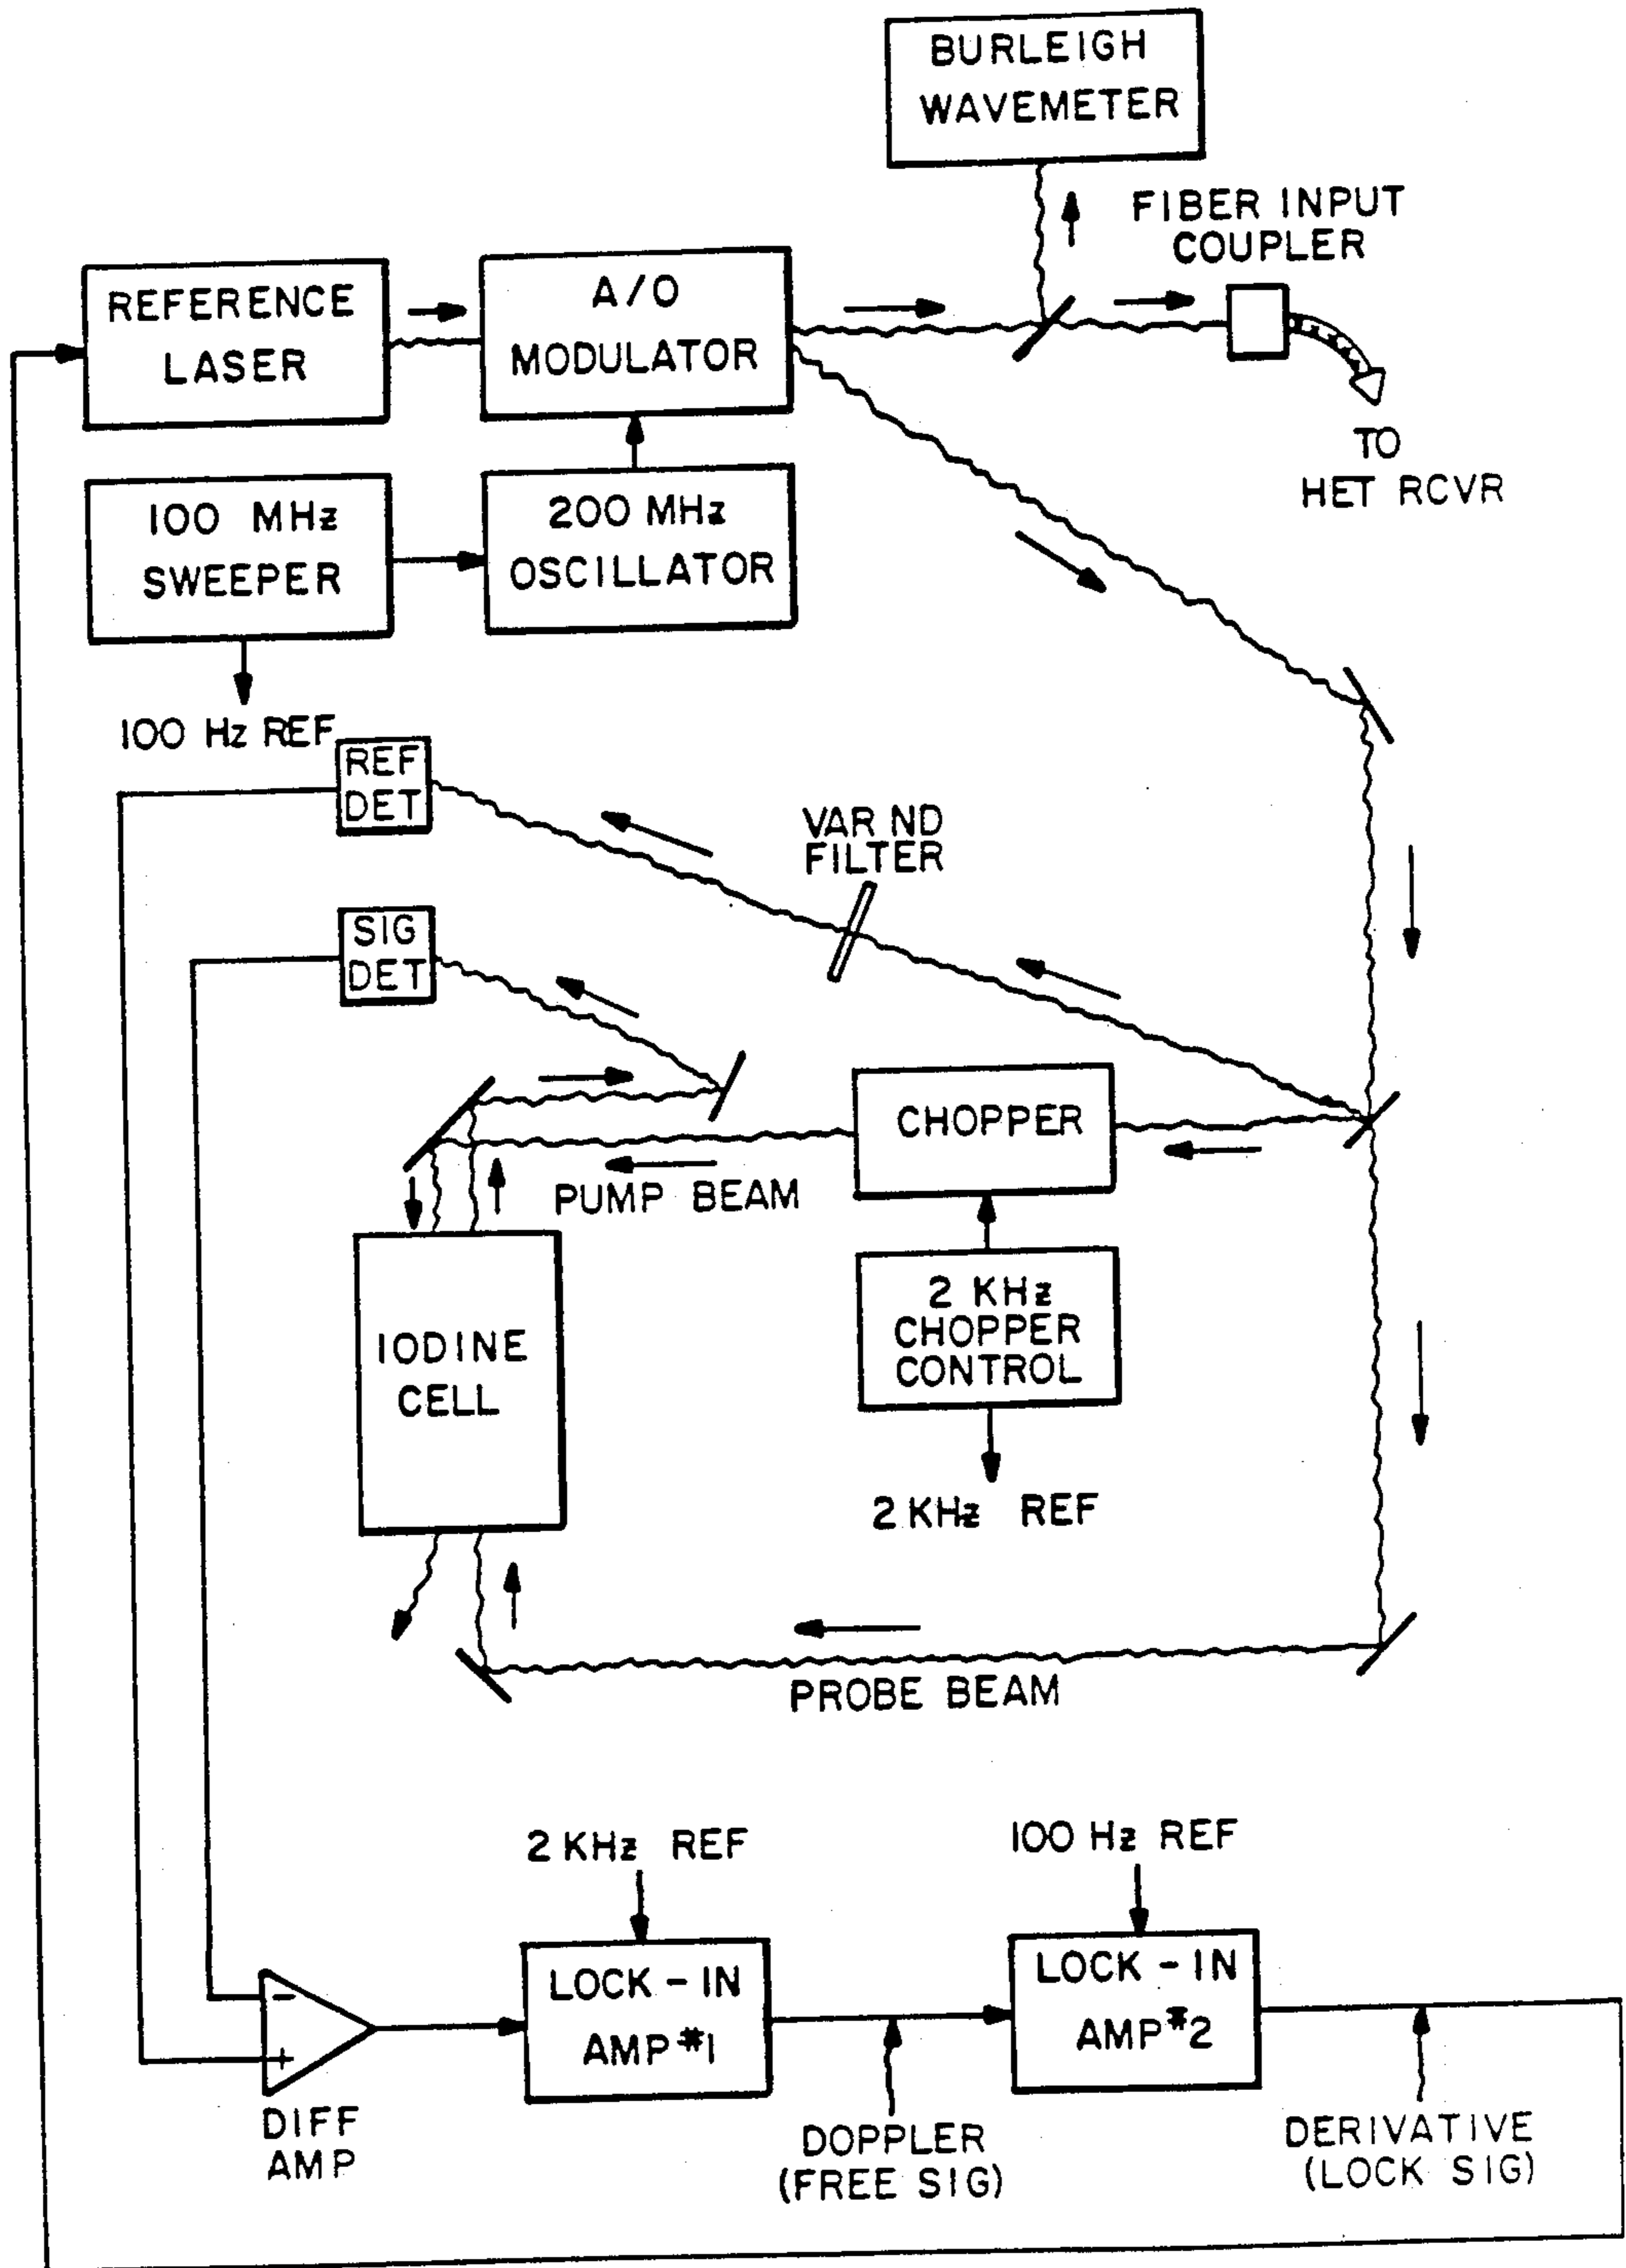 BURLEIGH
WAVEMETER
FIBER INPUT
COUPLER
REFERENCE
LASER
A/O
MODULATOR
TO
HET RCVR
100 MHz
SWEEPER
200 MHz
OSCILLATOR
100 Hz REF
REF
DET
VAR ND
FILTER
SIG
DET
CHOPPER
PUMP BEAM
2 KHz
CHOPPER
CONTROL
IODINE
CELL
2 KHz REF
PROBE BEAM
2 KHz REF
100 Hz REF
LOCK-IN
AMP #1
LOCK-IN
AMP #2
-
+
DIFF
AMP
DOPPLER
(FREE SIG)
DERIVATIVE
(LOCK SIG)